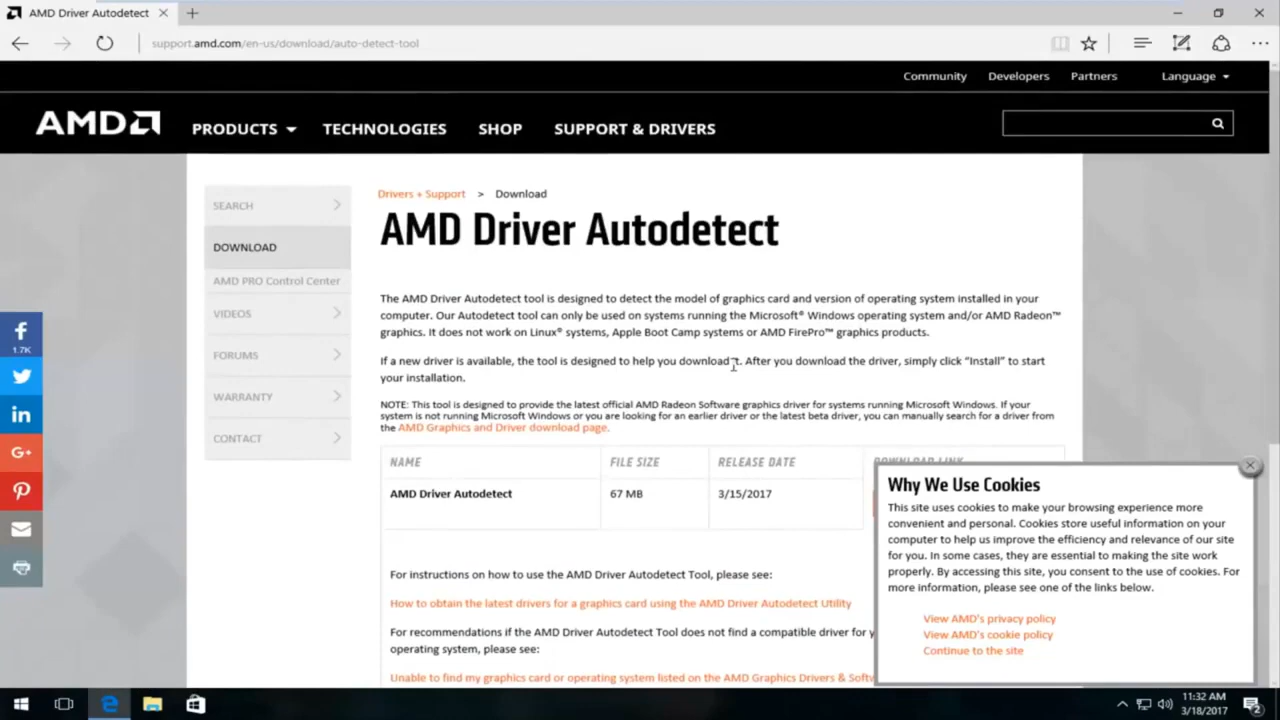 AMD Driver Autodetect
support.amd.com/en-us/download/auto-detect-tool
Community Developers Partners Language
AMD PRODUCTS TECHNOLOGIES SHOP SUPPORT & DRIVERS
SEARCH
DOWNLOAD
AMD PRO Control Center
VIDEOS
FORUMS
WARRANTY
CONTACT
1.7K
Drivers + Support > Download
AMD Driver Autodetect
The AMD Driver Autodetect tool is designed to detect the model of graphics card and version of operating system installed in your
computer. Our Autodetect tool can only be used on systems running the Microsoft® Windows operating system and/or AMD Radeon™
graphics. It does not work on Linux® systems, Apple Boot Camp systems or AMD FirePro™ graphics products.
If a new driver is available, the tool is designed to help you download it. After you download the driver, simply click “Install” to start
your installation.
NOTE: This tool is designed to provide the latest official AMD Radeon Software graphics driver for systems running Microsoft Windows. If your
system is not running Microsoft Windows or you are looking for an earlier driver or the latest beta driver, you can manually search for a driver from
the AMD Graphics and Driver download page.
NAME FILE SIZE RELEASE DATE DOWNLOAD LINK
AMD Driver Autodetect 67 MB 3/15/2017
For instructions on how to use the AMD Driver Autodetect Tool, please see:
How to obtain the latest drivers for a graphics card using the AMD Driver Autodetect Utility
For recommendations if the AMD Driver Autodetect Tool does not find a compatible driver for
operating system, please see:
Unable to find my graphics card or operating system listed on the AMD Graphics Drivers &
Why We Use Cookies
This site uses cookies to make your browsing experience more
convenient and personal. Cookies store useful information on your
computer to help us improve the efficiency and relevance of our site
for you. In some cases, they are essential to making the site work
properly. By accessing this site, you consent to the use of cookies. For
more information, please see one of the links below.
View AMD's privacy policy
View AMD's cookie policy
Continue to the site
11:32 AM
3/18/2017
2